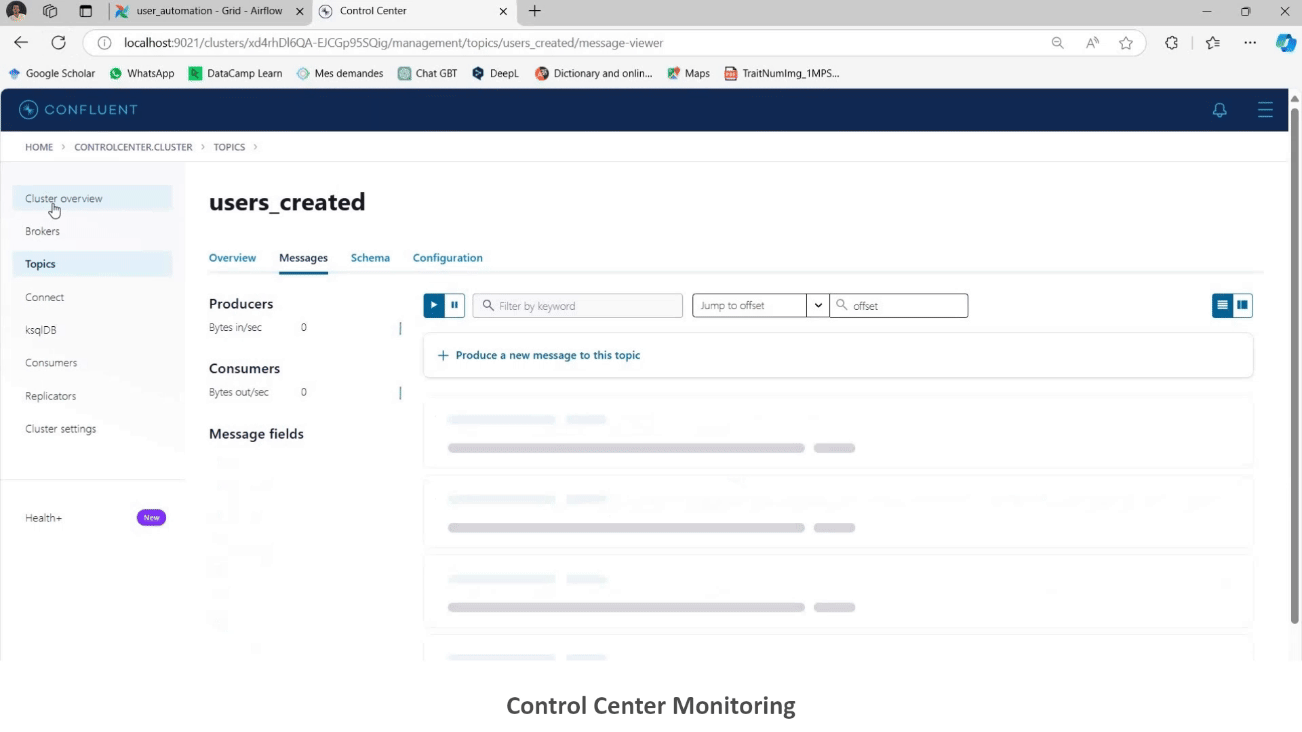 user_automation - Grid - Airflow
Control Center
localhost:9021/clusters/xd4rhDl6QA-EJCGp95SQig/management/topics/users_created/message-viewer
Google Scholar WhatsApp DataCamp Learn Mes demandes Chat GBT DeepL Dictionary and onlin... Maps TraitNumImg_1MPS...
CONFLUENT
HOME > CONTROLCENTER.CLUSTER > TOPICS >
Cluster overview
Brokers
Topics
Connect
ksqlDB
Consumers
Replicators
Cluster settings
Health+ New
users_created
Overview Messages Schema Configuration
Producers
Bytes in/sec 0
Consumers
Bytes out/sec 0
Message fields
Filter by keyword Jump to offset offset
+ Produce a new message to this topic
Control Center Monitoring